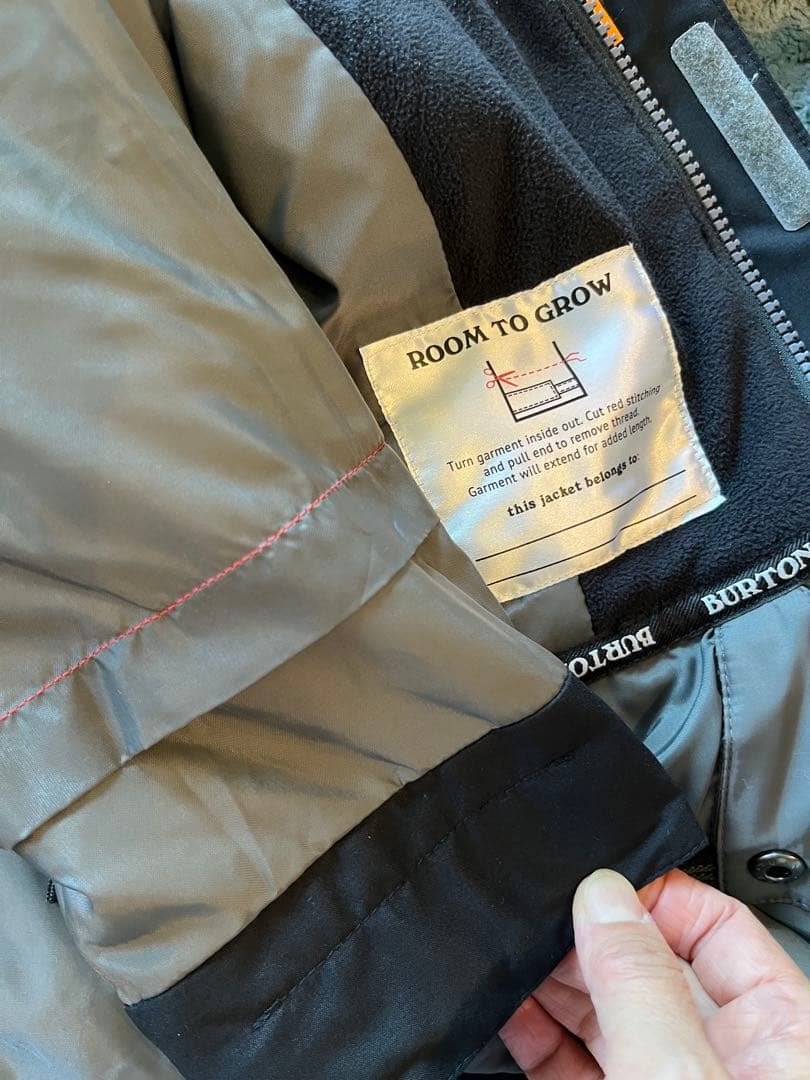 ROOM TO GROW
Turn garment inside out. Cut red stitching
and pull end to remove thread.
Garment will extend for added length.
this jacket belongs to:
BURTON
BURTON